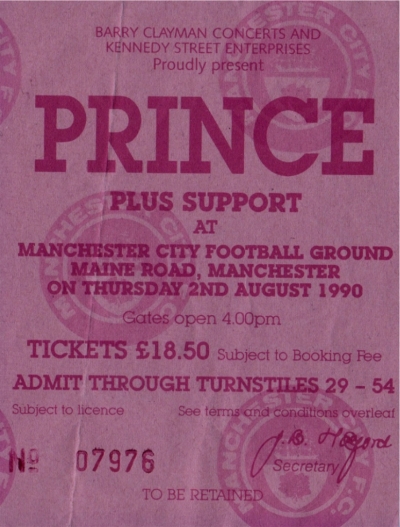 BARRY CLAYMAN CONCERTS AND
KENNEDY STREET ENTERPRISES
Proudly present
PRINCE
PLUS SUPPORT
AT
MANCHESTER CITY FOOTBALL GROUND
MAINE ROAD, MANCHESTER
ON THURSDAY 2ND AUGUST 1990
Gates open 4.00pm
TICKETS £18.50 Subject to Booking Fee
ADMIT THROUGH TURNSTILES 29 - 54
Subject to licence See terms and conditions overleaf
Secretary
Nº 07976
TO BE RETAINED
MANCHESTER CITY F.C.